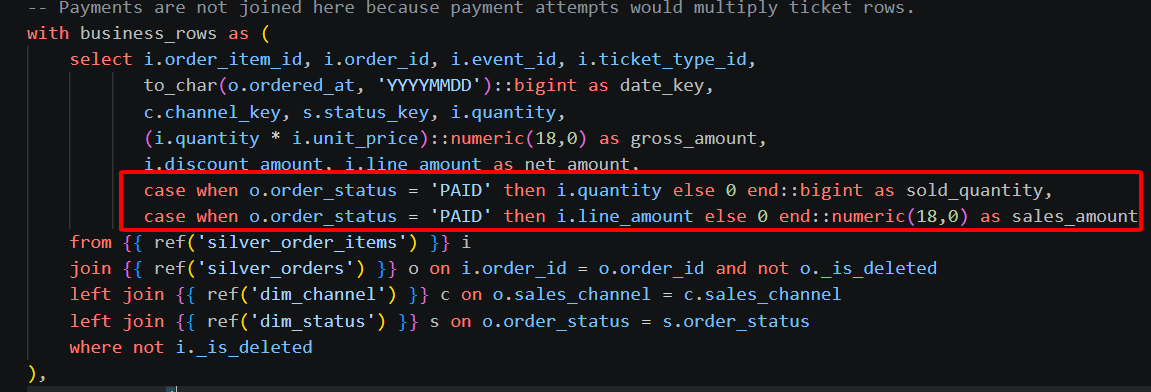 -- Payments are not joined here because payment attempts would multiply ticket rows.
with business_rows as (
    select i.order_item_id, i.order_id, i.event_id, i.ticket_type_id,
           to_char(o.ordered_at, 'YYYYMMDD')::bigint as date_key,
           c.channel_key, s.status_key, i.quantity,
           (i.quantity * i.unit_price)::numeric(18,0) as gross_amount,
           i.discount_amount, i.line_amount as net_amount,
           case when o.order_status = 'PAID' then i.quantity else 0 end::bigint as sold_quantity,
           case when o.order_status = 'PAID' then i.line_amount else 0 end::numeric(18,0) as sales_amount
    from {{ ref('silver_order_items') }} i
    join {{ ref('silver_orders') }} o on i.order_id = o.order_id and not o._is_deleted
    left join {{ ref('dim_channel') }} c on o.sales_channel = c.sales_channel
    left join {{ ref('dim_status') }} s on o.order_status = s.order_status
    where not i._is_deleted
),